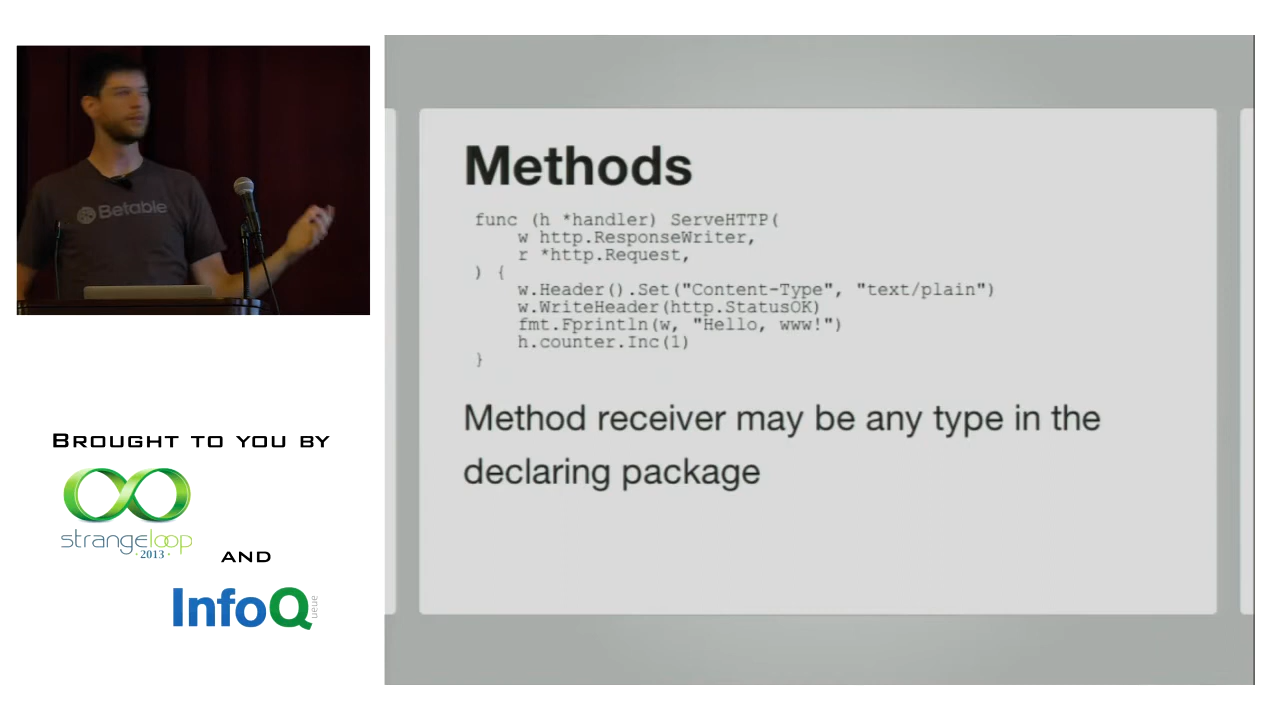 Betable
BROUGHT TO YOU BY
strangeloop
· 2013 ·
AND
InfoQ
ueue
Methods
func (h *handler) ServeHTTP(
    w http.ResponseWriter,
    r *http.Request,
) {
    w.Header().Set("Content-Type", "text/plain")
    w.WriteHeader(http.StatusOK)
    fmt.Fprintln(w, "Hello, www!")
    h.counter.Inc(1)
}
Method receiver may be any type in the
declaring package